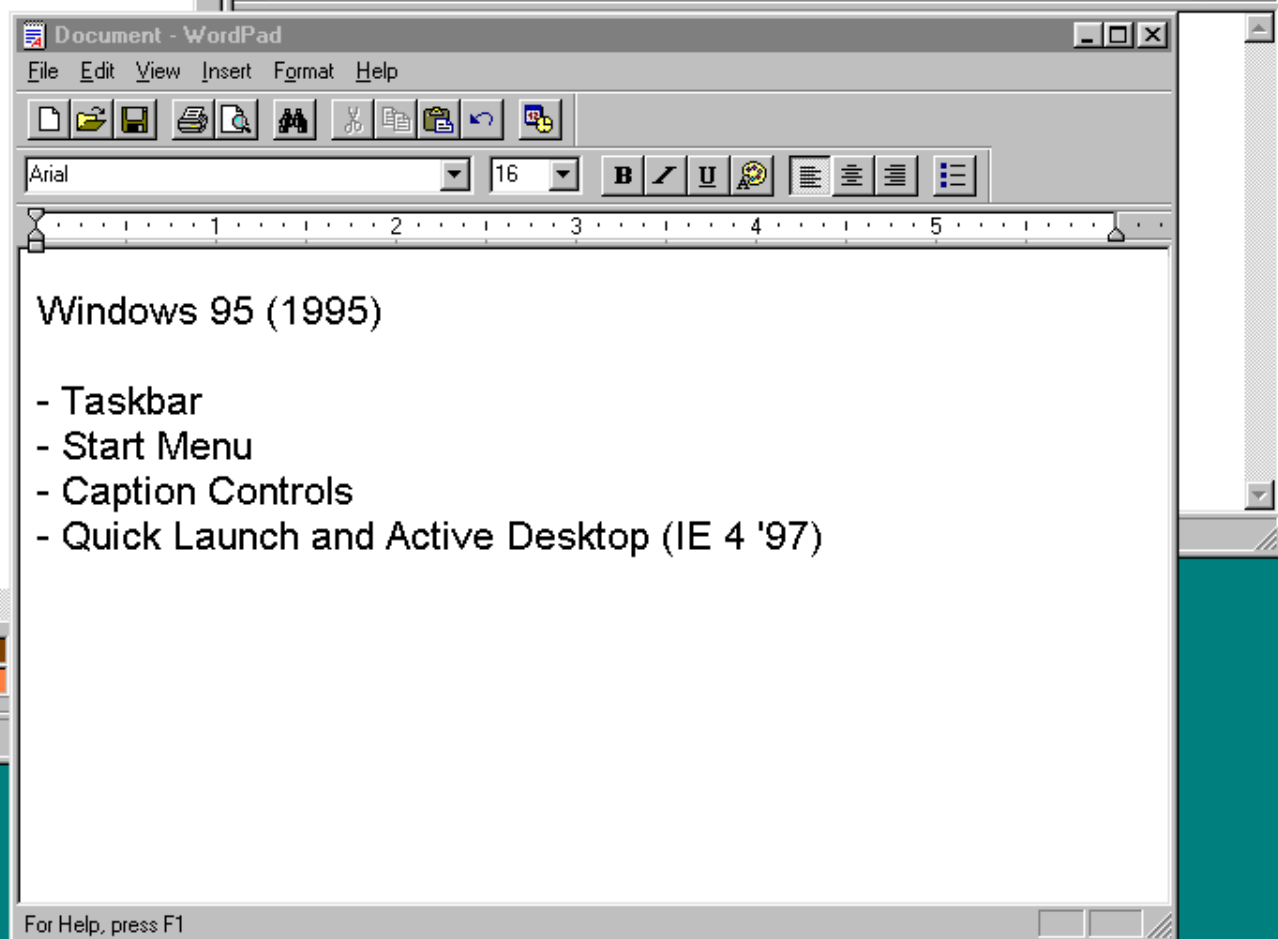 Document - WordPad
File Edit View Insert Format Help
Arial 16 B I U
1 2 3 4 5
Windows 95 (1995)
- Taskbar
- Start Menu
- Caption Controls
- Quick Launch and Active Desktop (IE 4 '97)
For Help, press F1